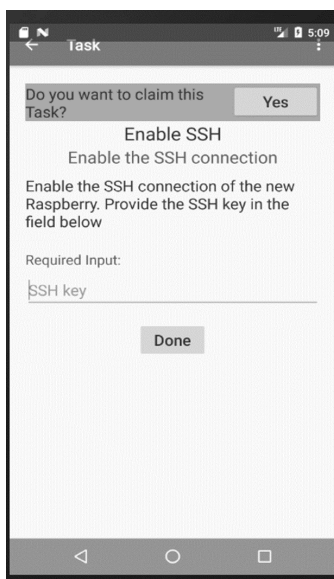 5:09
Task
Do you want to claim this
Task?
Yes
Enable SSH
Enable the SSH connection
Enable the SSH connection of the new
Raspberry. Provide the SSH key in the
field below
Required Input:
SSH key
Done